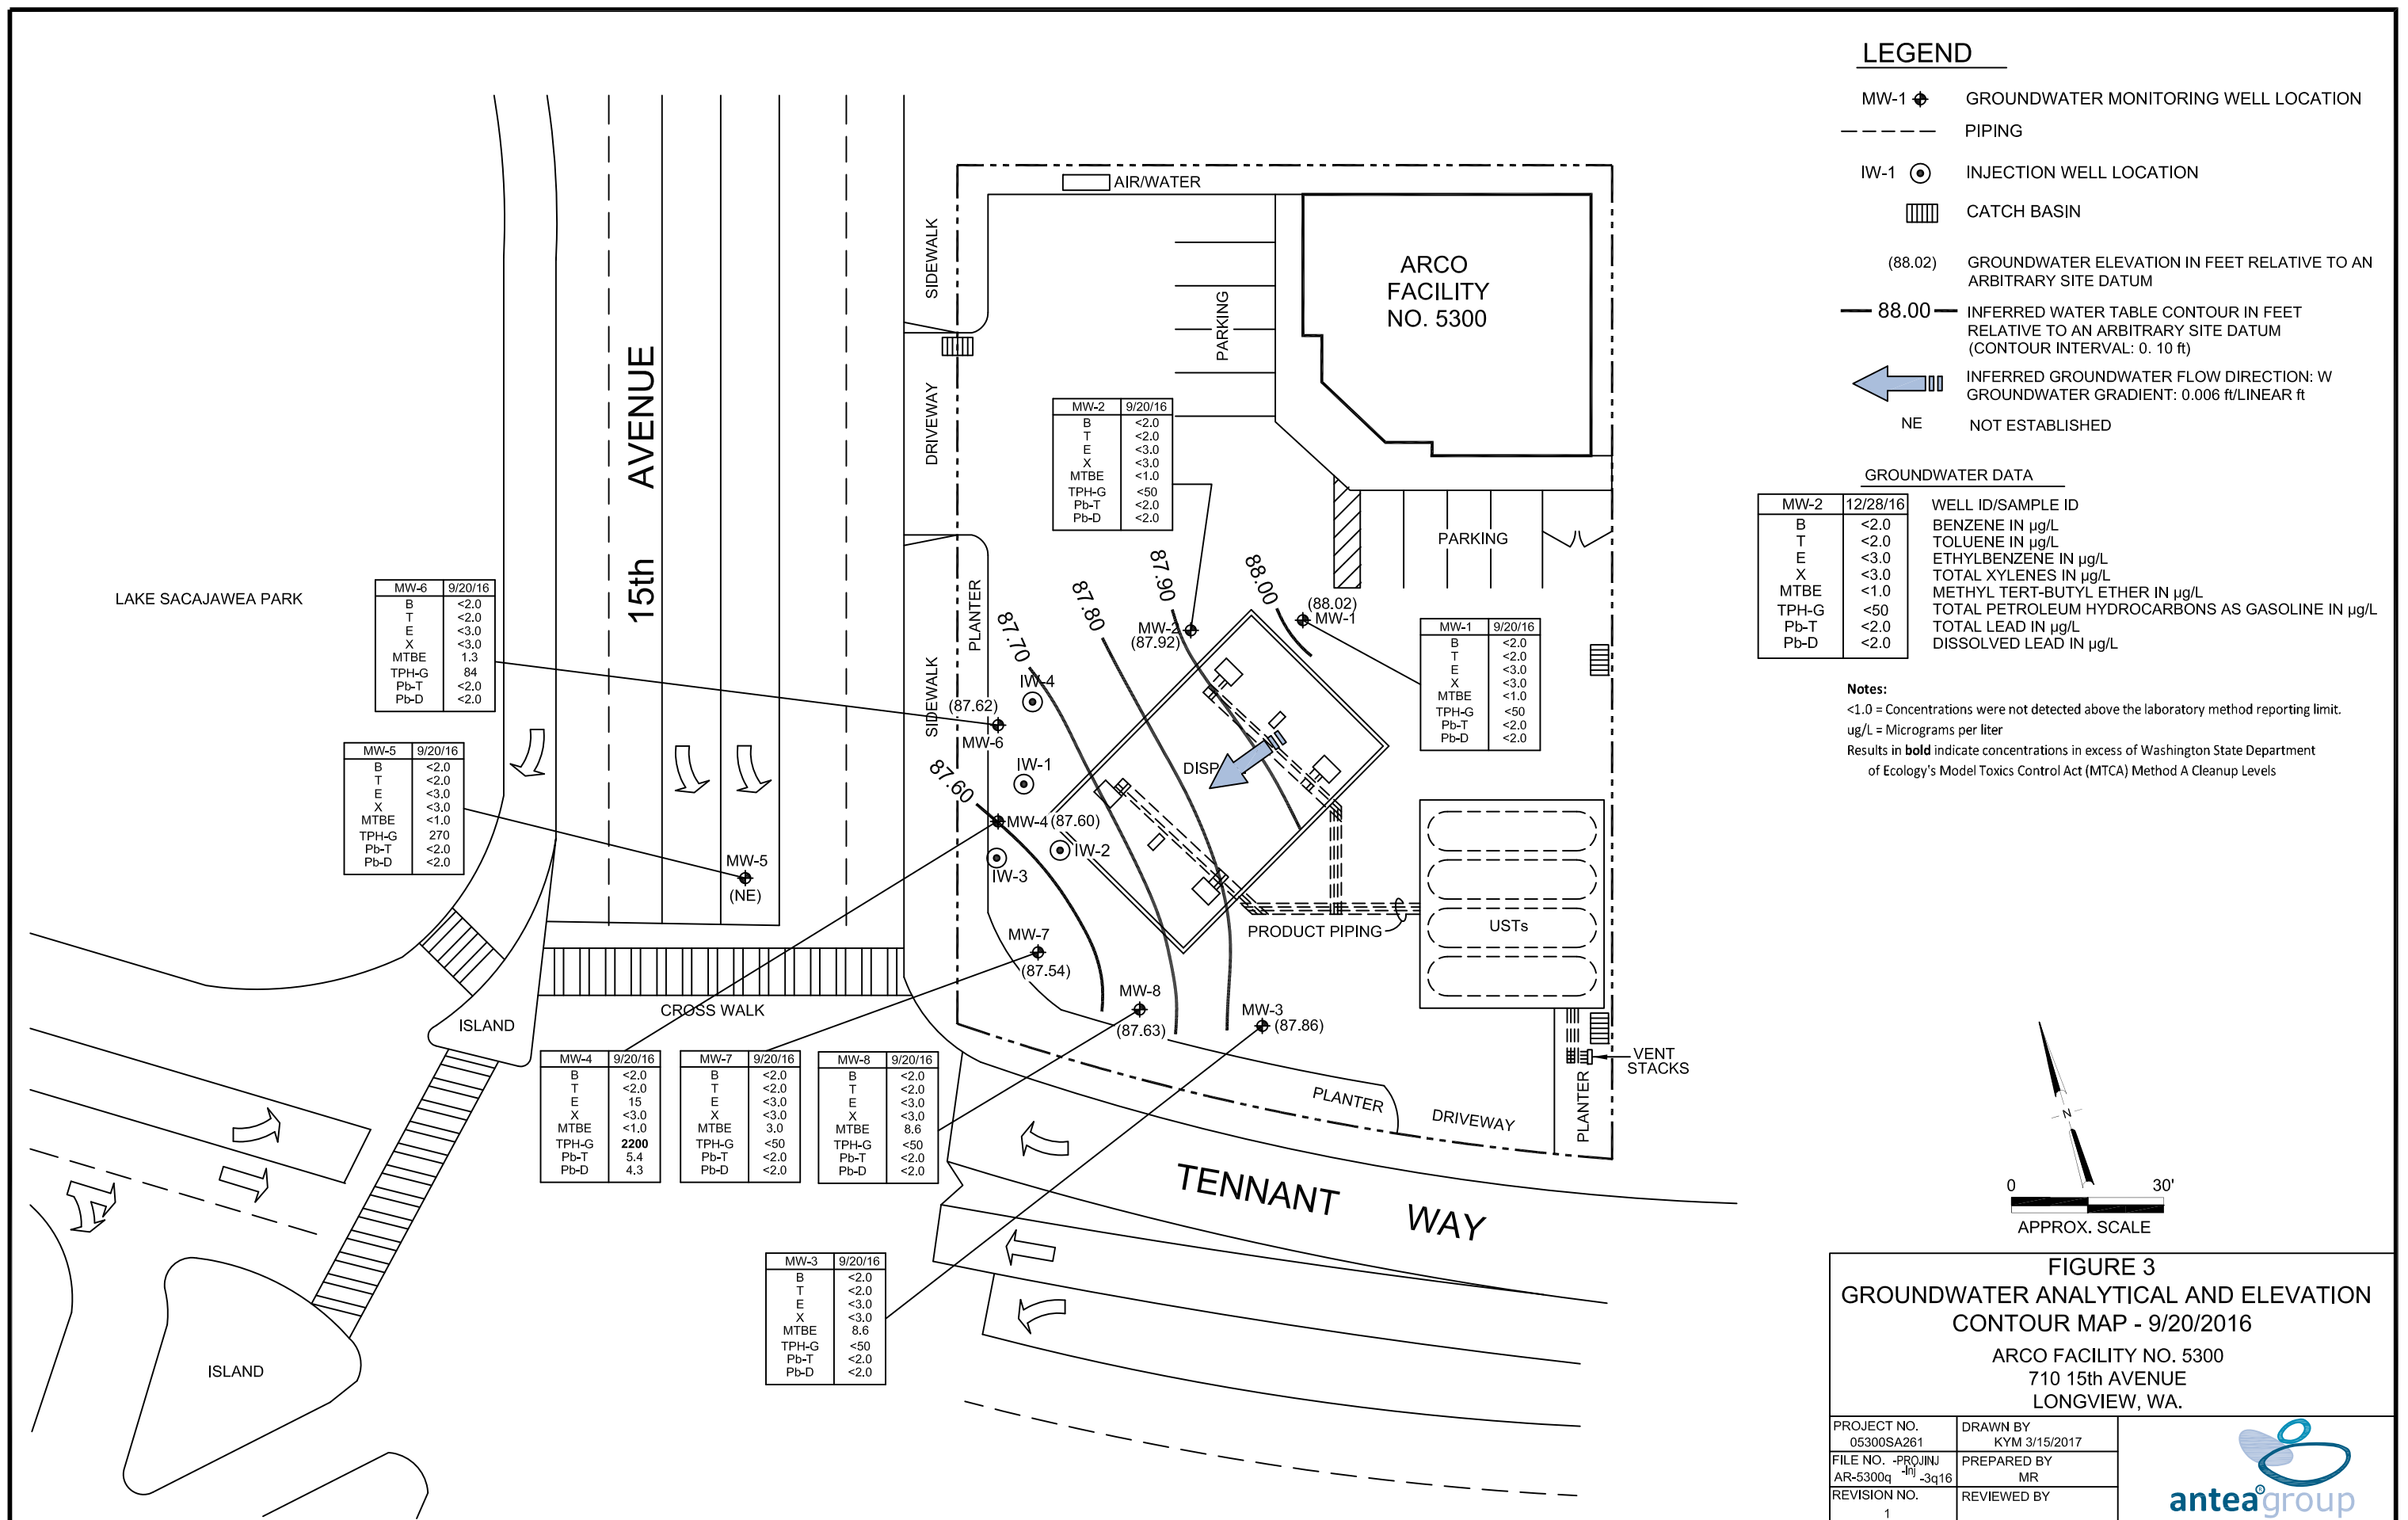 LEGEND
MW-1 GROUNDWATER MONITORING WELL LOCATION
PIPING
IW-1 INJECTION WELL LOCATION
CATCH BASIN
(88.02) GROUNDWATER ELEVATION IN FEET RELATIVE TO AN
ARBITRARY SITE DATUM
88.00 INFERRED WATER TABLE CONTOUR IN FEET
RELATIVE TO AN ARBITRARY SITE DATUM
(CONTOUR INTERVAL: 0. 10 ft)
INFERRED GROUNDWATER FLOW DIRECTION: W
GROUNDWATER GRADIENT: 0.006 ft/LINEAR ft
NE NOT ESTABLISHED
GROUNDWATER DATA
MW-2 12/28/16 WELL ID/SAMPLE ID
B <2.0 BENZENE IN µg/L
T <2.0 TOLUENE IN µg/L
E <3.0 ETHYLBENZENE IN µg/L
X <3.0 TOTAL XYLENES IN µg/L
MTBE <1.0 METHYL TERT-BUTYL ETHER IN µg/L
TPH-G <50 TOTAL PETROLEUM HYDROCARBONS AS GASOLINE IN µg/L
Pb-T <2.0 TOTAL LEAD IN µg/L
Pb-D <2.0 DISSOLVED LEAD IN µg/L
Notes:
<1.0 = Concentrations were not detected above the laboratory method reporting limit.
ug/L = Micrograms per liter
Results in bold indicate concentrations in excess of Washington State Department
of Ecology's Model Toxics Control Act (MTCA) Method A Cleanup Levels
AIR/WATER
SIDEWALK
ARCO
FACILITY
NO. 5300
PARKING
DRIVEWAY
15th AVENUE
MW-2 9/20/16
B <2.0
T <2.0
E <3.0
X <3.0
MTBE <1.0
TPH-G <50
Pb-T <2.0
Pb-D <2.0
PARKING
LAKE SACAJAWEA PARK
MW-6 9/20/16
B <2.0
T <2.0
E <3.0
X <3.0
MTBE 1.3
TPH-G 84
Pb-T <2.0
Pb-D <2.0
PLANTER
SIDEWALK
87.60
87.70
87.80
87.90
88.00
(88.02)
MW-1
MW-2
(87.92)
MW-1 9/20/16
B <2.0
T <2.0
E <3.0
X <3.0
MTBE <1.0
TPH-G <50
Pb-T <2.0
Pb-D <2.0
IW-4
(87.62)
MW-6
IW-1
DISP
MW-4 (87.60)
IW-2
IW-3
MW-5 9/20/16
B <2.0
T <2.0
E <3.0
X <3.0
MTBE <1.0
TPH-G 270
Pb-T <2.0
Pb-D <2.0
MW-5
(NE)
MW-7
(87.54)
MW-8
(87.63)
MW-3
(87.86)
PRODUCT PIPING
USTs
CROSS WALK
ISLAND
VENT
STACKS
PLANTER
PLANTER
DRIVEWAY
TENNANT WAY
MW-4 9/20/16
B <2.0
T <2.0
E 15
X <3.0
MTBE <1.0
TPH-G 2200
Pb-T 5.4
Pb-D 4.3
MW-7 9/20/16
B <2.0
T <2.0
E <3.0
X <3.0
MTBE 3.0
TPH-G <50
Pb-T <2.0
Pb-D <2.0
MW-8 9/20/16
B <2.0
T <2.0
E <3.0
X <3.0
MTBE 8.6
TPH-G <50
Pb-T <2.0
Pb-D <2.0
MW-3 9/20/16
B <2.0
T <2.0
E <3.0
X <3.0
MTBE 8.6
TPH-G <50
Pb-T <2.0
Pb-D <2.0
ISLAND
N
0 30'
APPROX. SCALE
FIGURE 3
GROUNDWATER ANALYTICAL AND ELEVATION
CONTOUR MAP - 9/20/2016
ARCO FACILITY NO. 5300
710 15th AVENUE
LONGVIEW, WA.
PROJECT NO.
05300SA261
DRAWN BY
KYM 3/15/2017
FILE NO. -PROJINJ
AR-5300q -Inj -3q16
PREPARED BY
MR
REVISION NO.
1
REVIEWED BY
antea® group